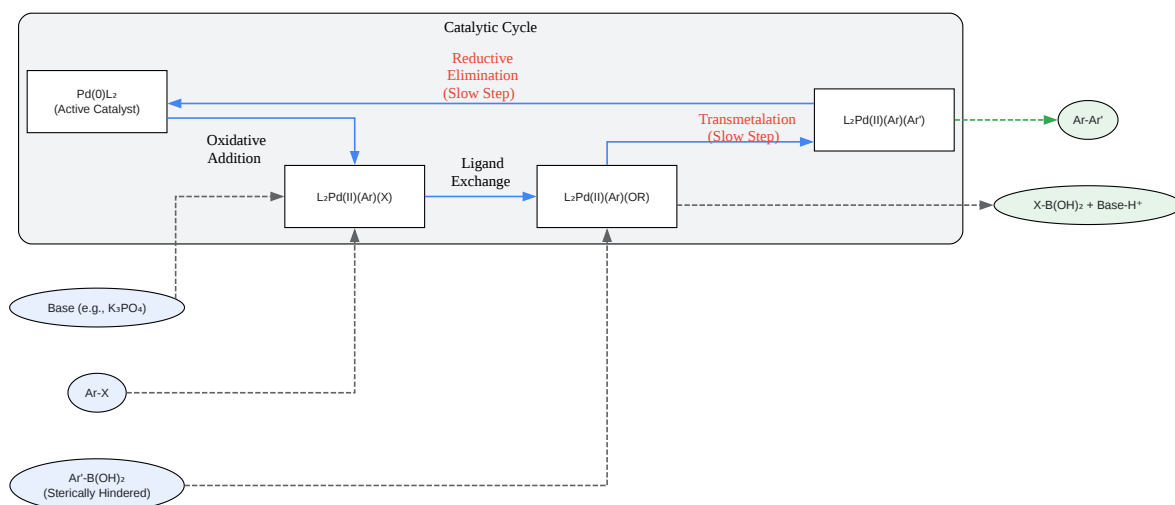 Catalytic Cycle
Reductive
Elimination
(Slow Step)
Pd(0)L₂
(Active Catalyst)
Oxidative
Addition
Ligand
Exchange
Transmetalation
(Slow Step)
L₂Pd(II)(Ar)(Ar')
Ar-Ar'
L₂Pd(II)(Ar)(X)
L₂Pd(II)(Ar)(OR)
X-B(OH)₂ + Base-H⁺
Base (e.g., K₃PO₄)
Ar-X
Ar'-B(OH)₂
(Sterically Hindered)